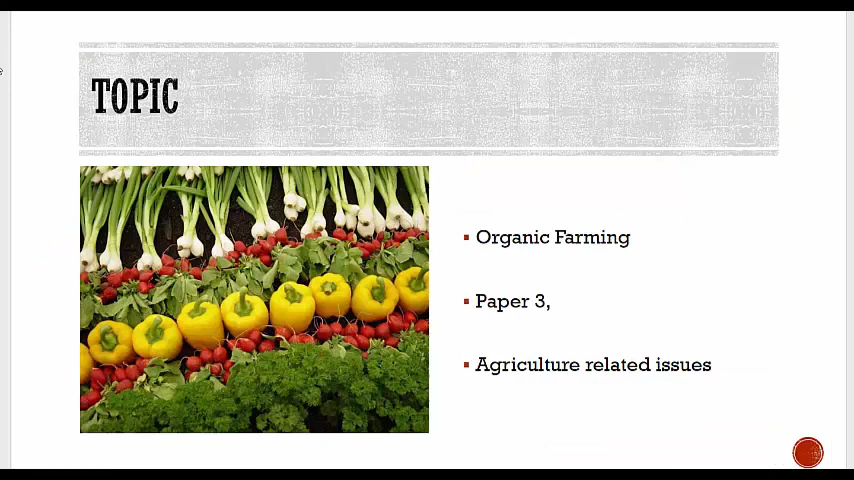 TOPIC
Organic Farming
Paper 3,
Agriculture related issues